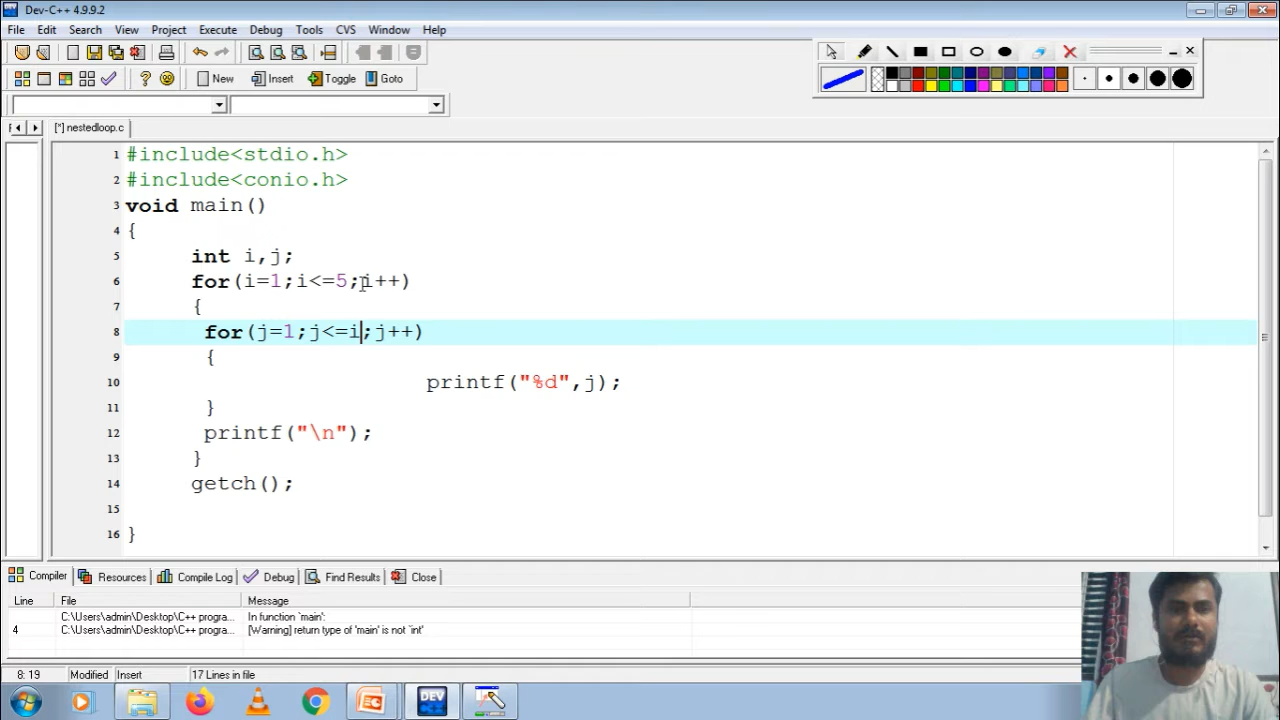 Dev-C++ 4.9.9.2
File Edit Search View Project Execute Debug Tools CVS Window Help
New Insert Toggle Goto
[*] nestedloop.c
1 #include<stdio.h>
2 #include<conio.h>
3 void main()
4 {
5 int i,j;
6 for(i=1;i<=5;i++)
7 {
8 for(j=1;j<=i;j++)
9 {
10 printf("%d",j);
11 }
12 printf("\n");
13 }
14 getch();
15
16 }
Compiler Resources Compile Log Debug Find Results Close
Line File Message
C:\Users\admin\Desktop\C++ progra... In function `main':
4 C:\Users\admin\Desktop\C++ progra... [Warning] return type of 'main' is not `int'
8: 19 Modified Insert 17 Lines in file
DEV C++